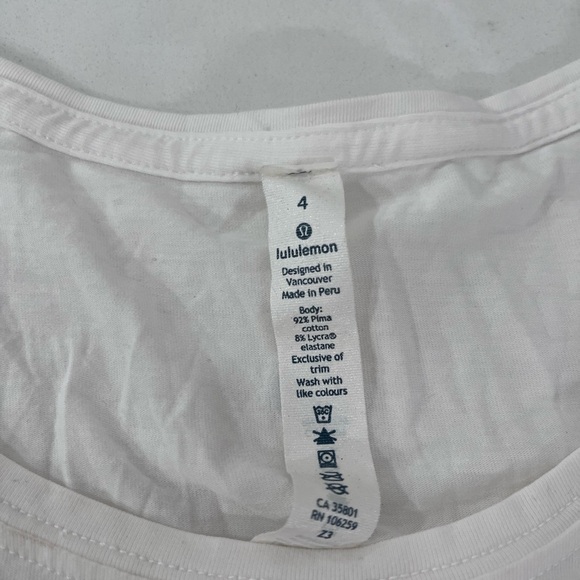 4
lululemon
Designed in
Vancouver
Made in Peru
Body:
92% Pima
cotton
8% Lycra®
elastane
Exclusive of
trim
Wash with
like colours
CA 35801
RN 106259
23